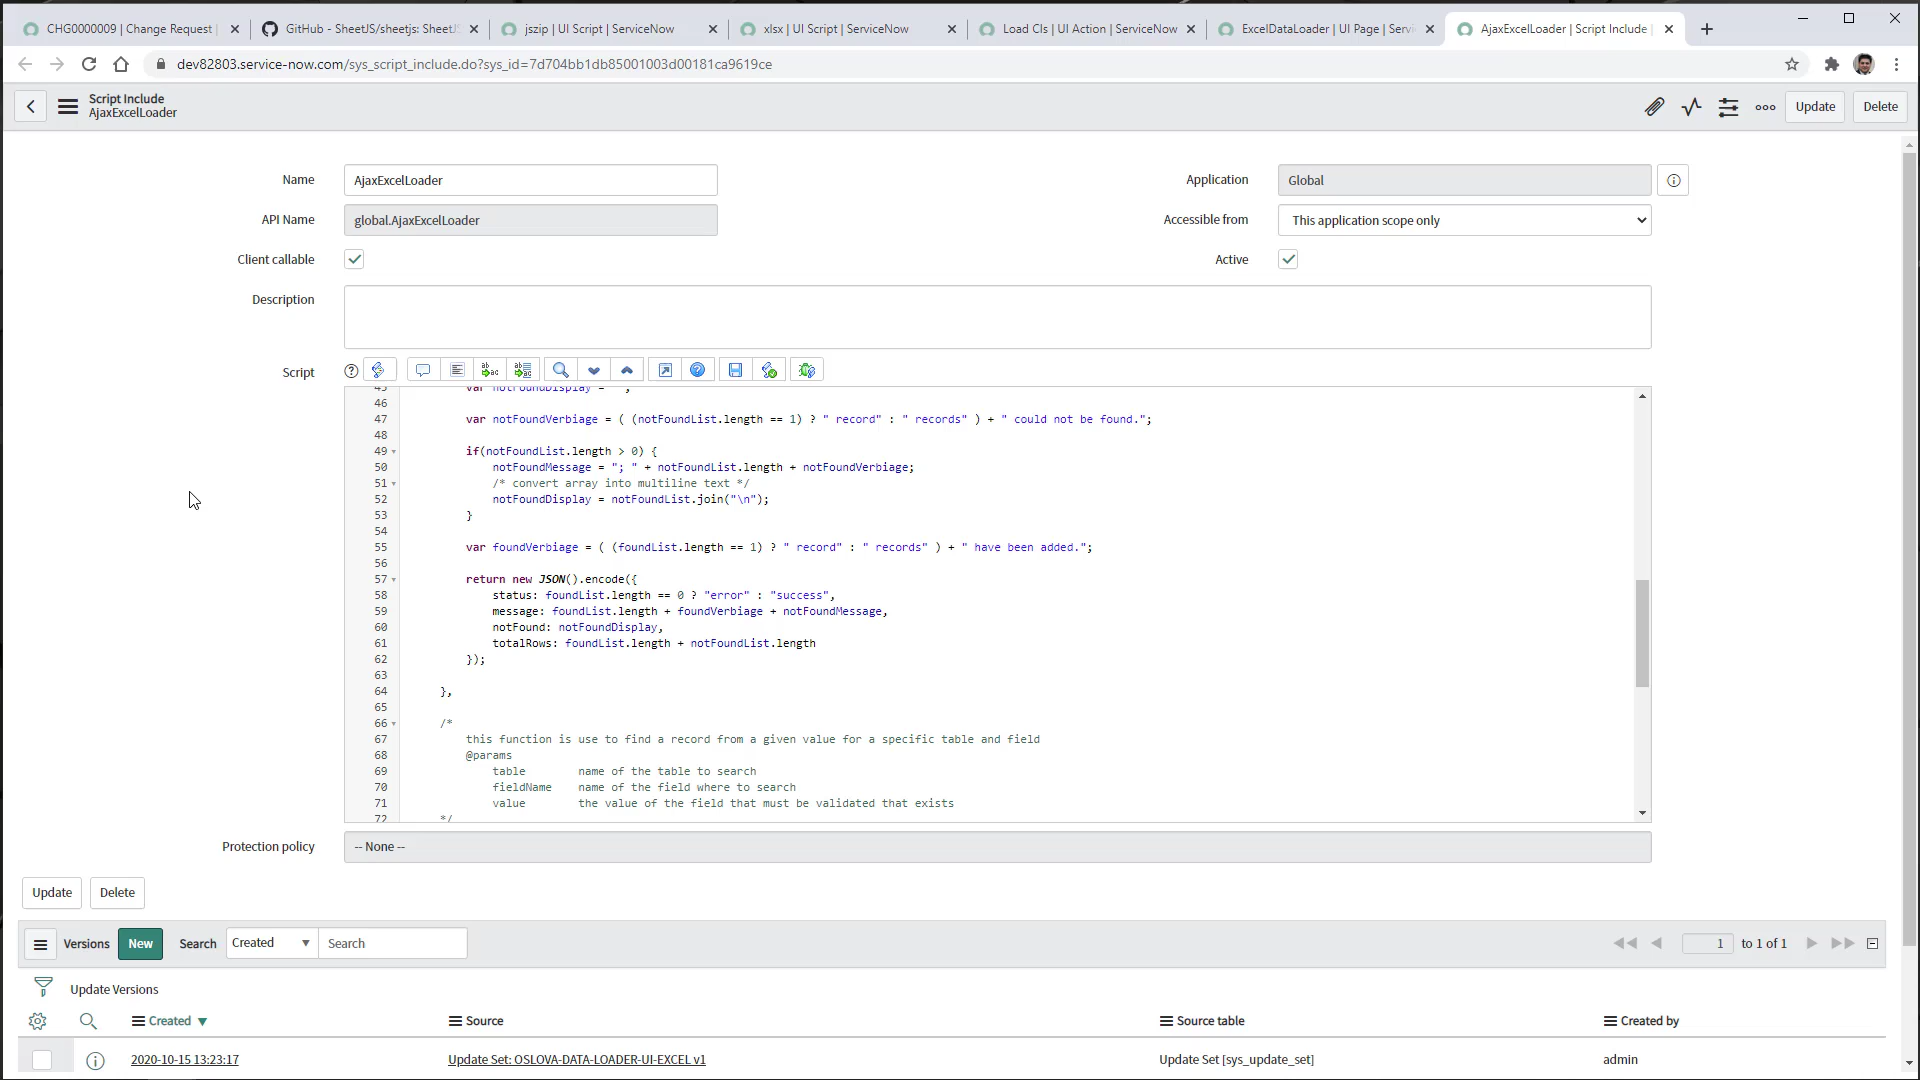 CHG0000009 | Change Request |
GitHub - SheetJS/sheetjs: SheetJS
jszip | UI Script | ServiceNow
xlsx | UI Script | ServiceNow
Load CIs | UI Action | ServiceNow
ExcelDataLoader | UI Page | Servi
AjaxExcelLoader | Script Include |
dev82803.service-now.com/sys_script_include.do?sys_id=7d704bb1db85001003d00181ca9619ce
Script Include
AjaxExcelLoader
Update
Delete
Name
AjaxExcelLoader
Application
Global
API Name
global.AjaxExcelLoader
Accessible from
This application scope only
Client callable
Active
Description
Script
45 var notFoundDisplay = "";
46
47 var notFoundVerbiage = ( (notFoundList.length == 1) ? " record" : " records" ) + " could not be found.";
48
49 if(notFoundList.length > 0) {
50 notFoundMessage = "; " + notFoundList.length + notFoundVerbiage;
51 /* convert array into multiline text */
52 notFoundDisplay = notFoundList.join("\n");
53 }
54
55 var foundVerbiage = ( (foundList.length == 1) ? " record" : " records" ) + " have been added.";
56
57 return new JSON().encode({
58 status: foundList.length == 0 ? "error" : "success",
59 message: foundList.length + foundVerbiage + notFoundMessage,
60 notFound: notFoundDisplay,
61 totalRows: foundList.length + notFoundList.length
62 });
63
64 },
65
66 /*
67 this function is use to find a record from a given value for a specific table and field
68 @params
69 table name of the table to search
70 fieldName name of the field where to search
71 value the value of the field that must be validated that exists
72 */
Protection policy
-- None --
Update
Delete
Versions
New
Search
Created
Search
1
to 1 of 1
Update Versions
Created
Source
Source table
Created by
2020-10-15 13:23:17
Update Set: OSLOVA-DATA-LOADER-UI-EXCEL v1
Update Set [sys_update_set]
admin